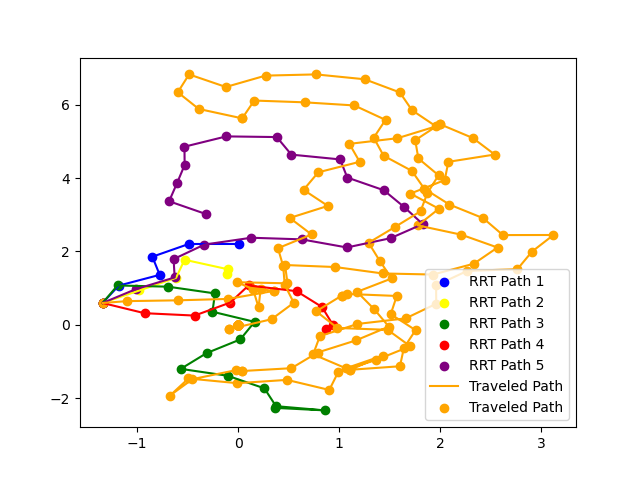 6
4
2
0
−2
−1
0
1
2
3
RRT Path 1
RRT Path 2
RRT Path 3
RRT Path 4
RRT Path 5
Traveled Path
Traveled Path